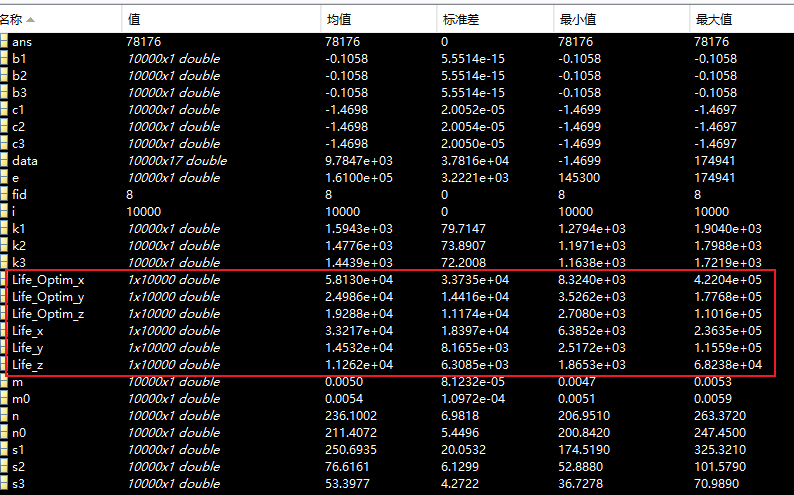 名称 值 均值 标准差 最小值 最大值
ans 78176 78176 0 78176 78176
b1 10000x1 double -0.1058 5.5514e-15 -0.1058 -0.1058
b2 10000x1 double -0.1058 5.5514e-15 -0.1058 -0.1058
b3 10000x1 double -0.1058 5.5514e-15 -0.1058 -0.1058
c1 10000x1 double -1.4698 2.0052e-05 -1.4699 -1.4697
c2 10000x1 double -1.4698 2.0054e-05 -1.4699 -1.4697
c3 10000x1 double -1.4698 2.0050e-05 -1.4699 -1.4697
data 10000x17 double 9.7847e+03 3.7816e+04 -1.4699 174941
e 10000x1 double 1.6100e+05 3.2221e+03 145300 174941
fid 8 8 0 8 8
i 10000 10000 0 10000 10000
k1 10000x1 double 1.5943e+03 79.7147 1.2794e+03 1.9040e+03
k2 10000x1 double 1.4776e+03 73.8907 1.1971e+03 1.7988e+03
k3 10000x1 double 1.4439e+03 72.2008 1.1638e+03 1.7219e+03
Life_Optim_x 1x10000 double 5.8130e+04 3.3735e+04 8.3240e+03 4.2204e+05
Life_Optim_y 1x10000 double 2.4986e+04 1.4416e+04 3.5262e+03 1.7768e+05
Life_Optim_z 1x10000 double 1.9288e+04 1.1174e+04 2.7080e+03 1.1016e+05
Life_x 1x10000 double 3.3217e+04 1.8397e+04 6.3852e+03 2.3635e+05
Life_y 1x10000 double 1.4532e+04 8.1655e+03 2.5172e+03 1.1559e+05
Life_z 1x10000 double 1.1262e+04 6.3085e+03 1.8653e+03 6.8238e+04
m 10000x1 double 0.0050 8.1232e-05 0.0047 0.0053
m0 10000x1 double 0.0054 1.0972e-04 0.0051 0.0059
n 10000x1 double 236.1002 6.9818 206.9510 263.3720
n0 10000x1 double 211.4072 5.4496 200.8420 247.4500
s1 10000x1 double 250.6935 20.0532 174.5190 325.3210
s2 10000x1 double 76.6161 6.1299 52.8880 101.5790
s3 10000x1 double 53.3977 4.2722 36.7278 70.9890